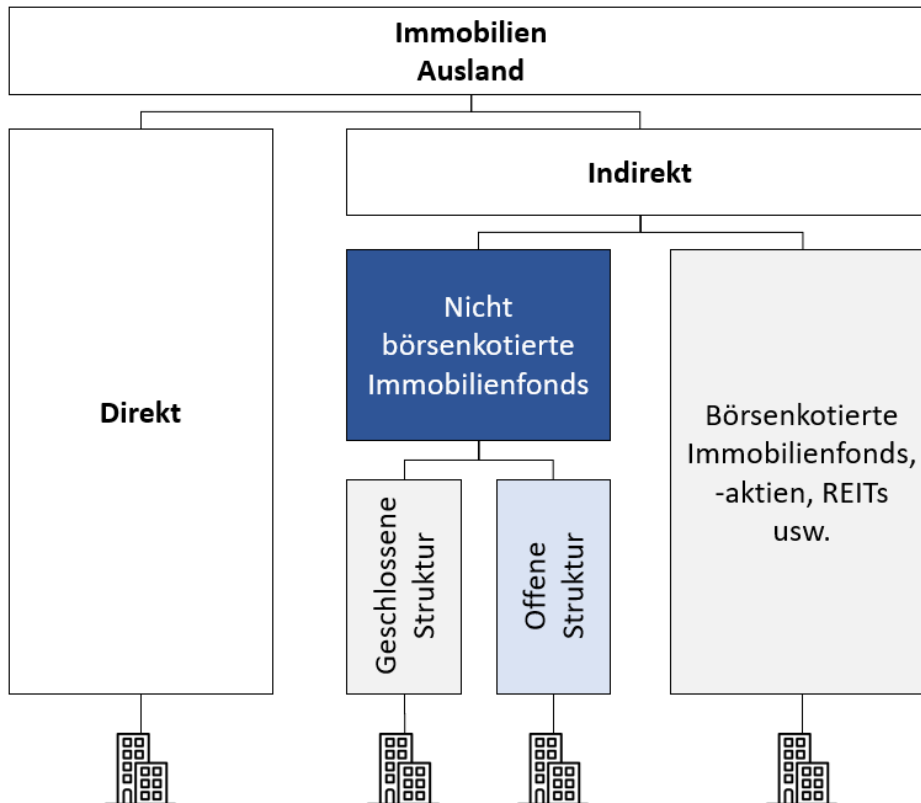 Immobilien
Ausland
Direkt
Indirekt
Nicht
börsenkotierte
Immobilienfonds
Geschlossene
Struktur
Offene
Struktur
Börsenkotierte
Immobilienfonds,
-aktien, REITs
usw.